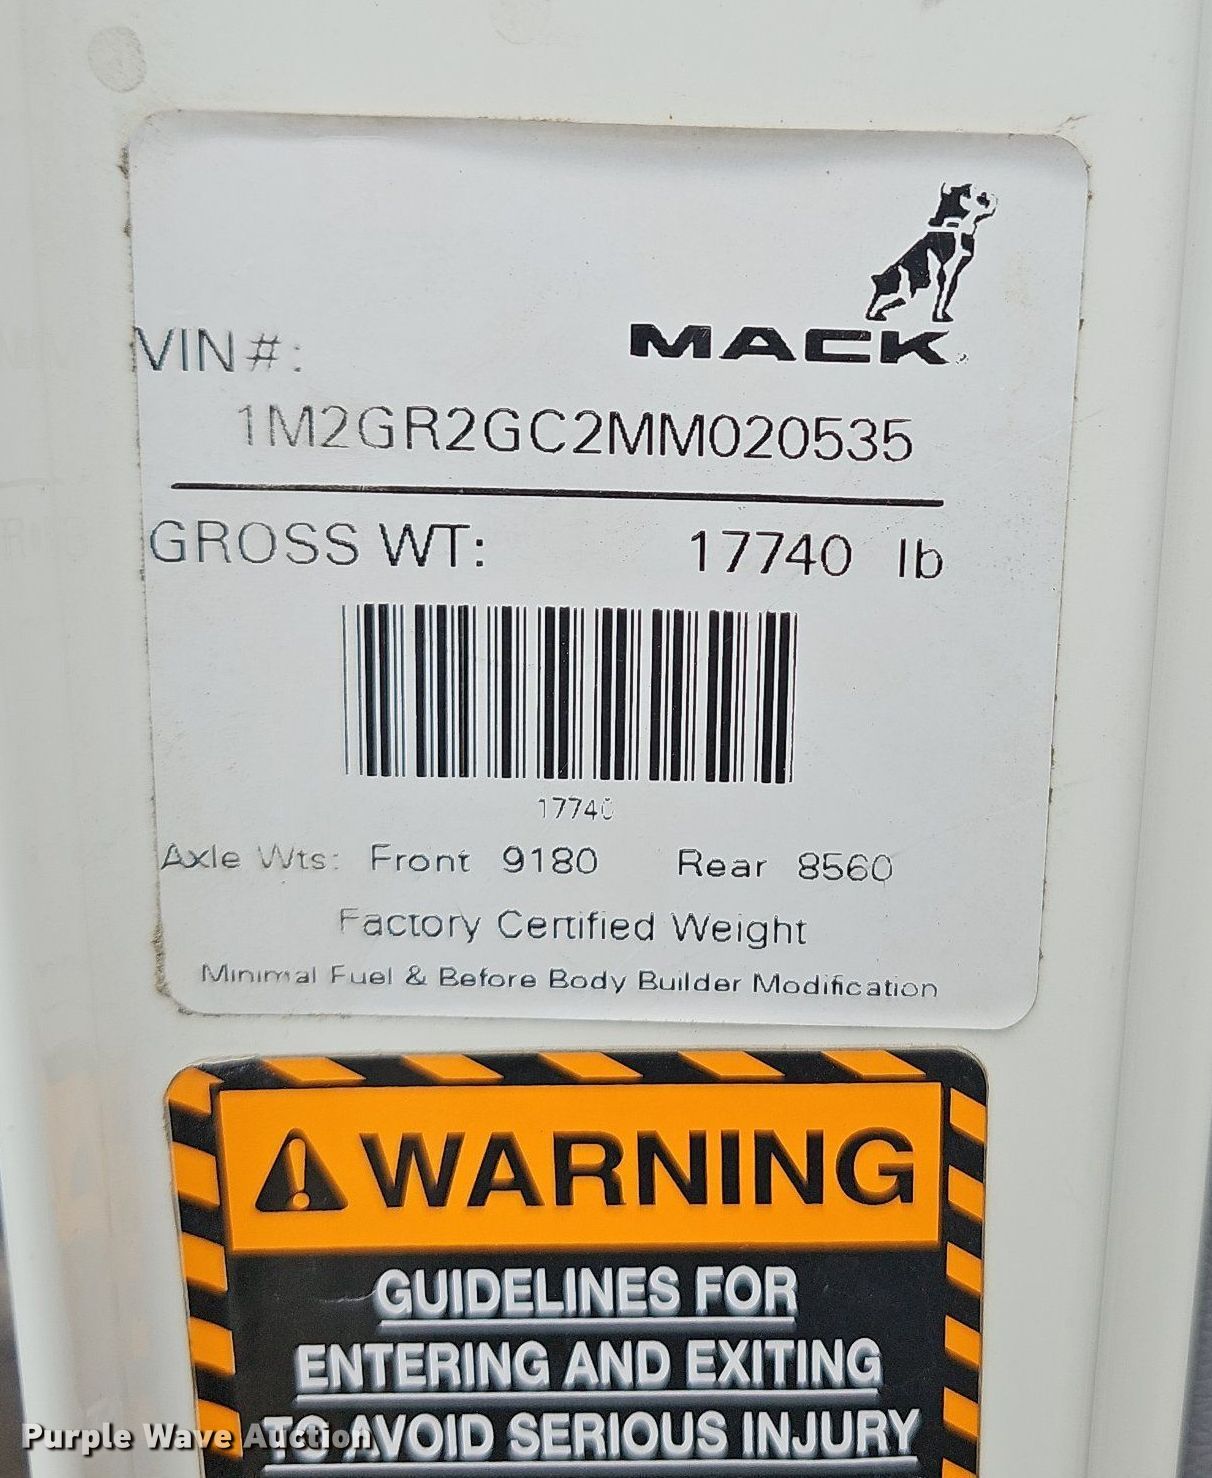 MACK
VIN#:
1M2GR2GC2MM020535
GROSS WT: 17740 lb
17740
Axle Wts: Front 9180 Rear 8560
Factory Certified Weight
Minimal Fuel & Before Body Builder Modification
WARNING
GUIDELINES FOR
ENTERING AND EXITING
TO AVOID SERIOUS INJURY
Purple Wave Auction